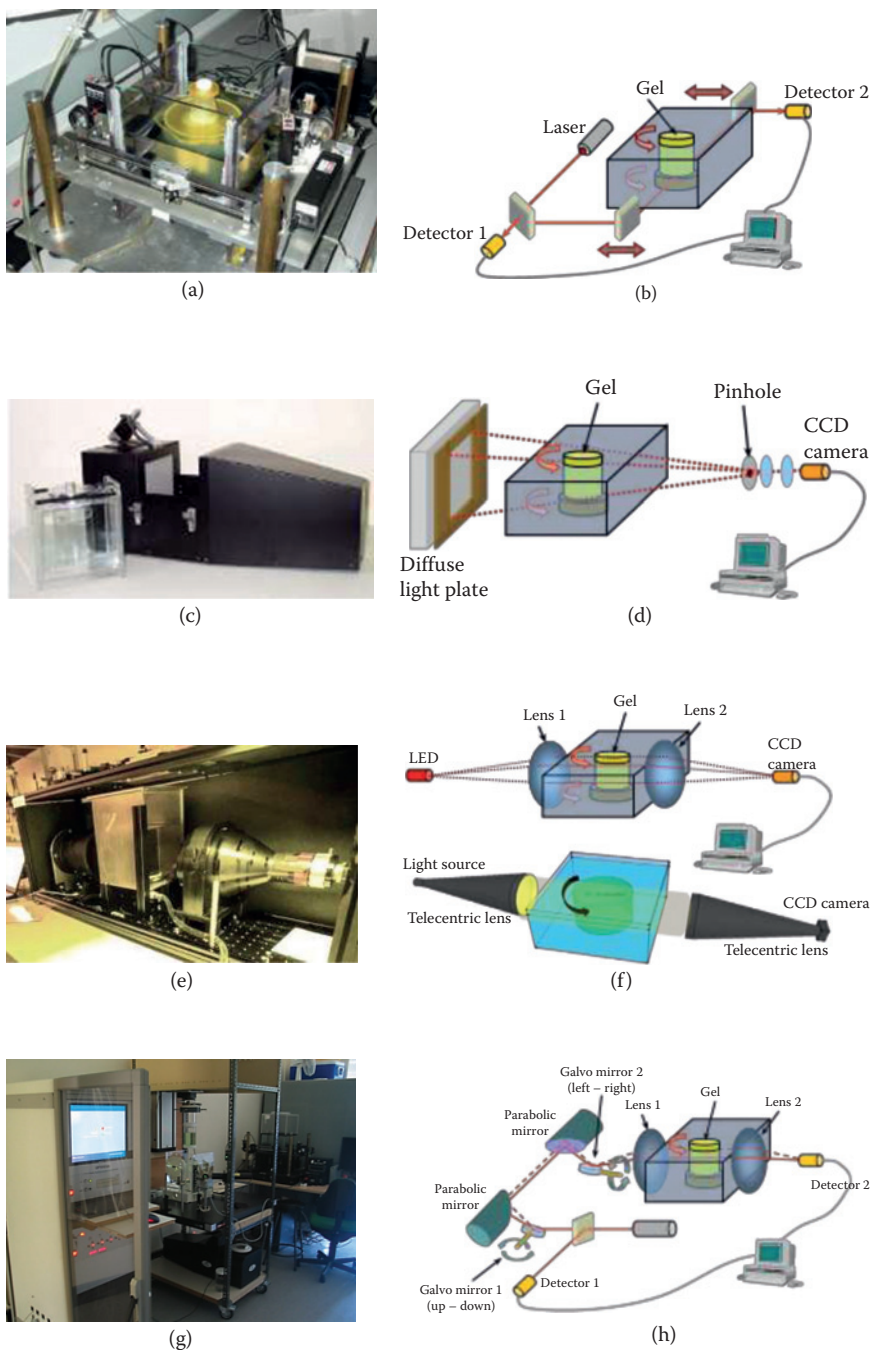 Gel
Detector 2
Laser
Detector 1
(a)
(b)
Gel
Pinhole
CCD
camera
Diffuse
light plate
(c)
(d)
Lens 1
Gel
Lens 2
LED
CCD
camera
Light source
Telecentric lens
CCD camera
Telecentric lens
(e)
(f)
Galvo mirror 2
(left – right)
Parabolic
mirror
Lens 1
Gel
Lens 2
Parabolic
mirror
Detector 2
Galvo mirror 1
(up – down)
Detector 1
(g)
(h)